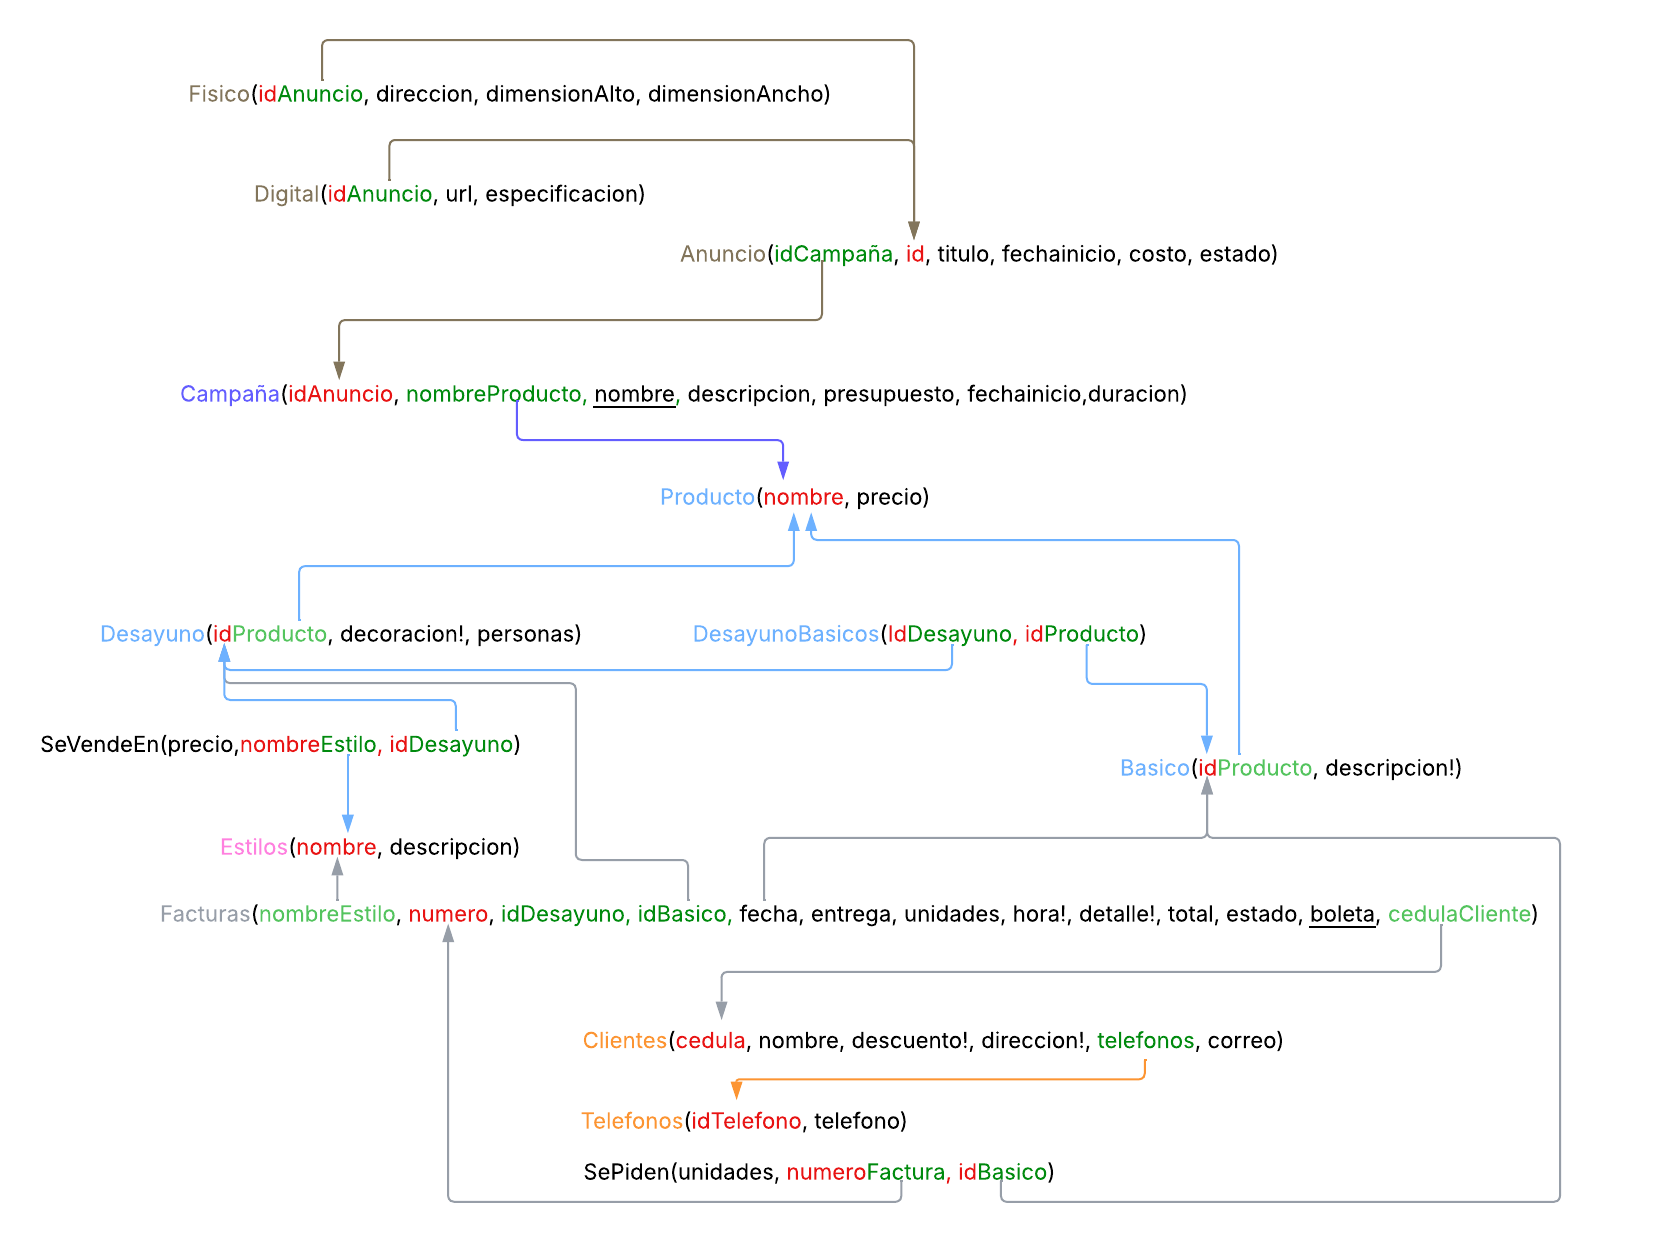 Fisico(idAnuncio, direccion, dimensionAlto, dimensionAncho)
Digital(idAnuncio, url, especificacion)
Anuncio(idCampaña, id, titulo, fechainicio, costo, estado)
Campaña(idAnuncio, nombreProducto, nombre, descripcion, presupuesto, fechainicio,duracion)
Producto(nombre, precio)
Desayuno(idProducto, decoracion!, personas)
DesayunoBasicos(IdDesayuno, idProducto)
SeVendeEn(precio,nombreEstilo, idDesayuno)
Basico(idProducto, descripcion!)
Estilos(nombre, descripcion)
Facturas(nombreEstilo, numero, idDesayuno, idBasico, fecha, entrega, unidades, hora!, detalle!, total, estado, boleta, cedulaCliente)
Clientes(cedula, nombre, descuento!, direccion!, telefonos, correo)
Telefonos(idTelefono, telefono)
SePiden(unidades, numeroFactura, idBasico)